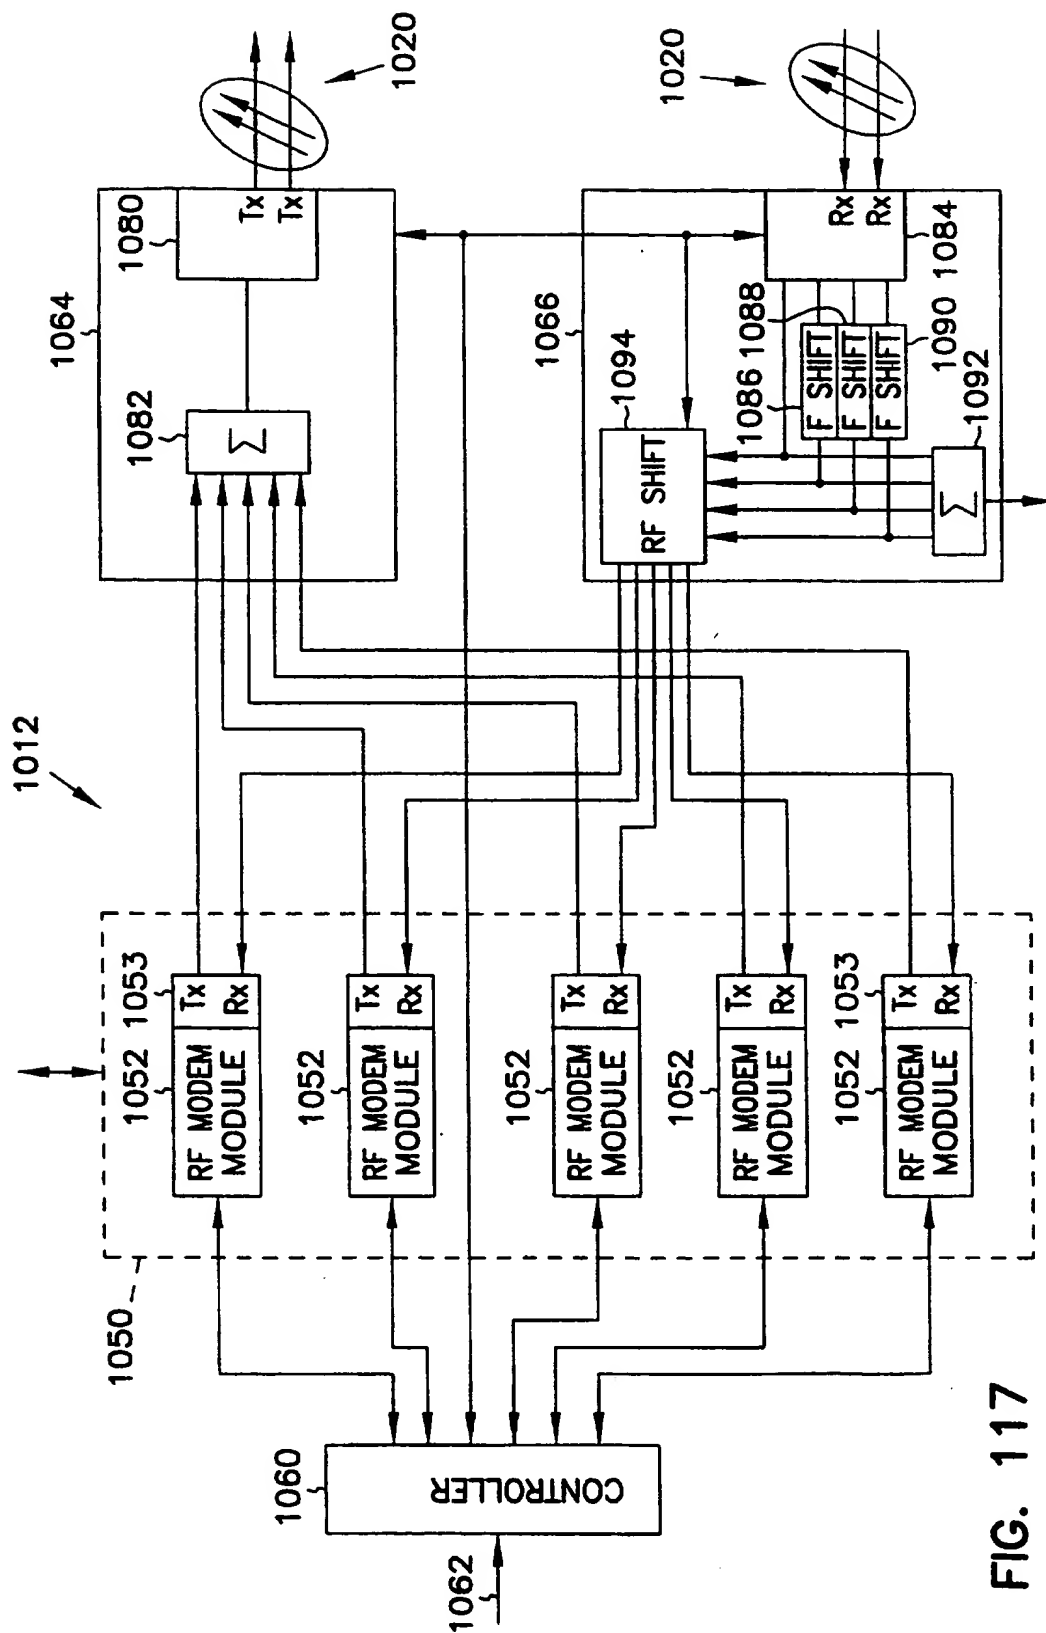 1012
1050
1052
1053
RF MODEM
MODULE
Tx
Rx
1052
RF MODEM
MODULE
Tx
Rx
1052
RF MODEM
MODULE
Tx
Rx
1052
RF MODEM
MODULE
Tx
Rx
1052
1053
RF MODEM
MODULE
Tx
Rx
1060
CONTROLLER
1062
1064
1082
Σ
1080
Tx
Tx
1020
1066
1094
RF SHIFT
1086
F SHIFT
1088
F SHIFT
F SHIFT
1090
1092
Σ
Rx
Rx
1084
1020
FIG. 117